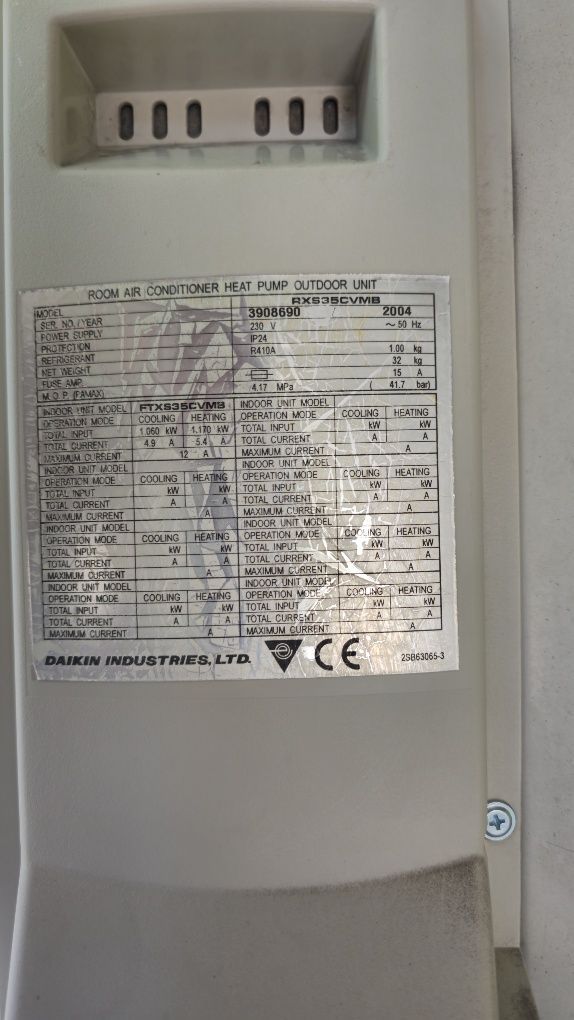 ROOM AIR CONDITIONER HEAT PUMP OUTDOOR UNIT
MODEL RXS35CVMB
SER. NO. / YEAR 3908690 / 2004
POWER SUPPLY 230 V ~ 50 Hz
PROTECTION IP24
REFRIGERANT R410A 1.00 kg
NET WEIGHT 32 kg
FUSE AMP. 15 A
M. O. P. (PAMAX) 4.17 MPa ( 41.7 bar)
INDOOR UNIT MODEL FTXS35CVMB INDOOR UNIT MODEL
OPERATION MODE COOLING HEATING OPERATION MODE COOLING HEATING
TOTAL INPUT 1.060 kW 1.170 kW TOTAL INPUT kW kW
TOTAL CURRENT 4.9 A 5.4 A TOTAL CURRENT A A
MAXIMUM CURRENT 12 A MAXIMUM CURRENT A
INDOOR UNIT MODEL INDOOR UNIT MODEL
OPERATION MODE COOLING HEATING OPERATION MODE COOLING HEATING
TOTAL INPUT kW kW TOTAL INPUT kW kW
TOTAL CURRENT A A TOTAL CURRENT A A
MAXIMUM CURRENT A MAXIMUM CURRENT A
INDOOR UNIT MODEL INDOOR UNIT MODEL
OPERATION MODE COOLING HEATING OPERATION MODE COOLING HEATING
TOTAL INPUT kW kW TOTAL INPUT kW kW
TOTAL CURRENT A A TOTAL CURRENT A A
MAXIMUM CURRENT A MAXIMUM CURRENT A
INDOOR UNIT MODEL INDOOR UNIT MODEL
OPERATION MODE COOLING HEATING OPERATION MODE COOLING HEATING
TOTAL INPUT kW kW TOTAL INPUT kW kW
TOTAL CURRENT A A TOTAL CURRENT A A
MAXIMUM CURRENT A MAXIMUM CURRENT A
DAIKIN INDUSTRIES, LTD. e CE 2SB63065-3